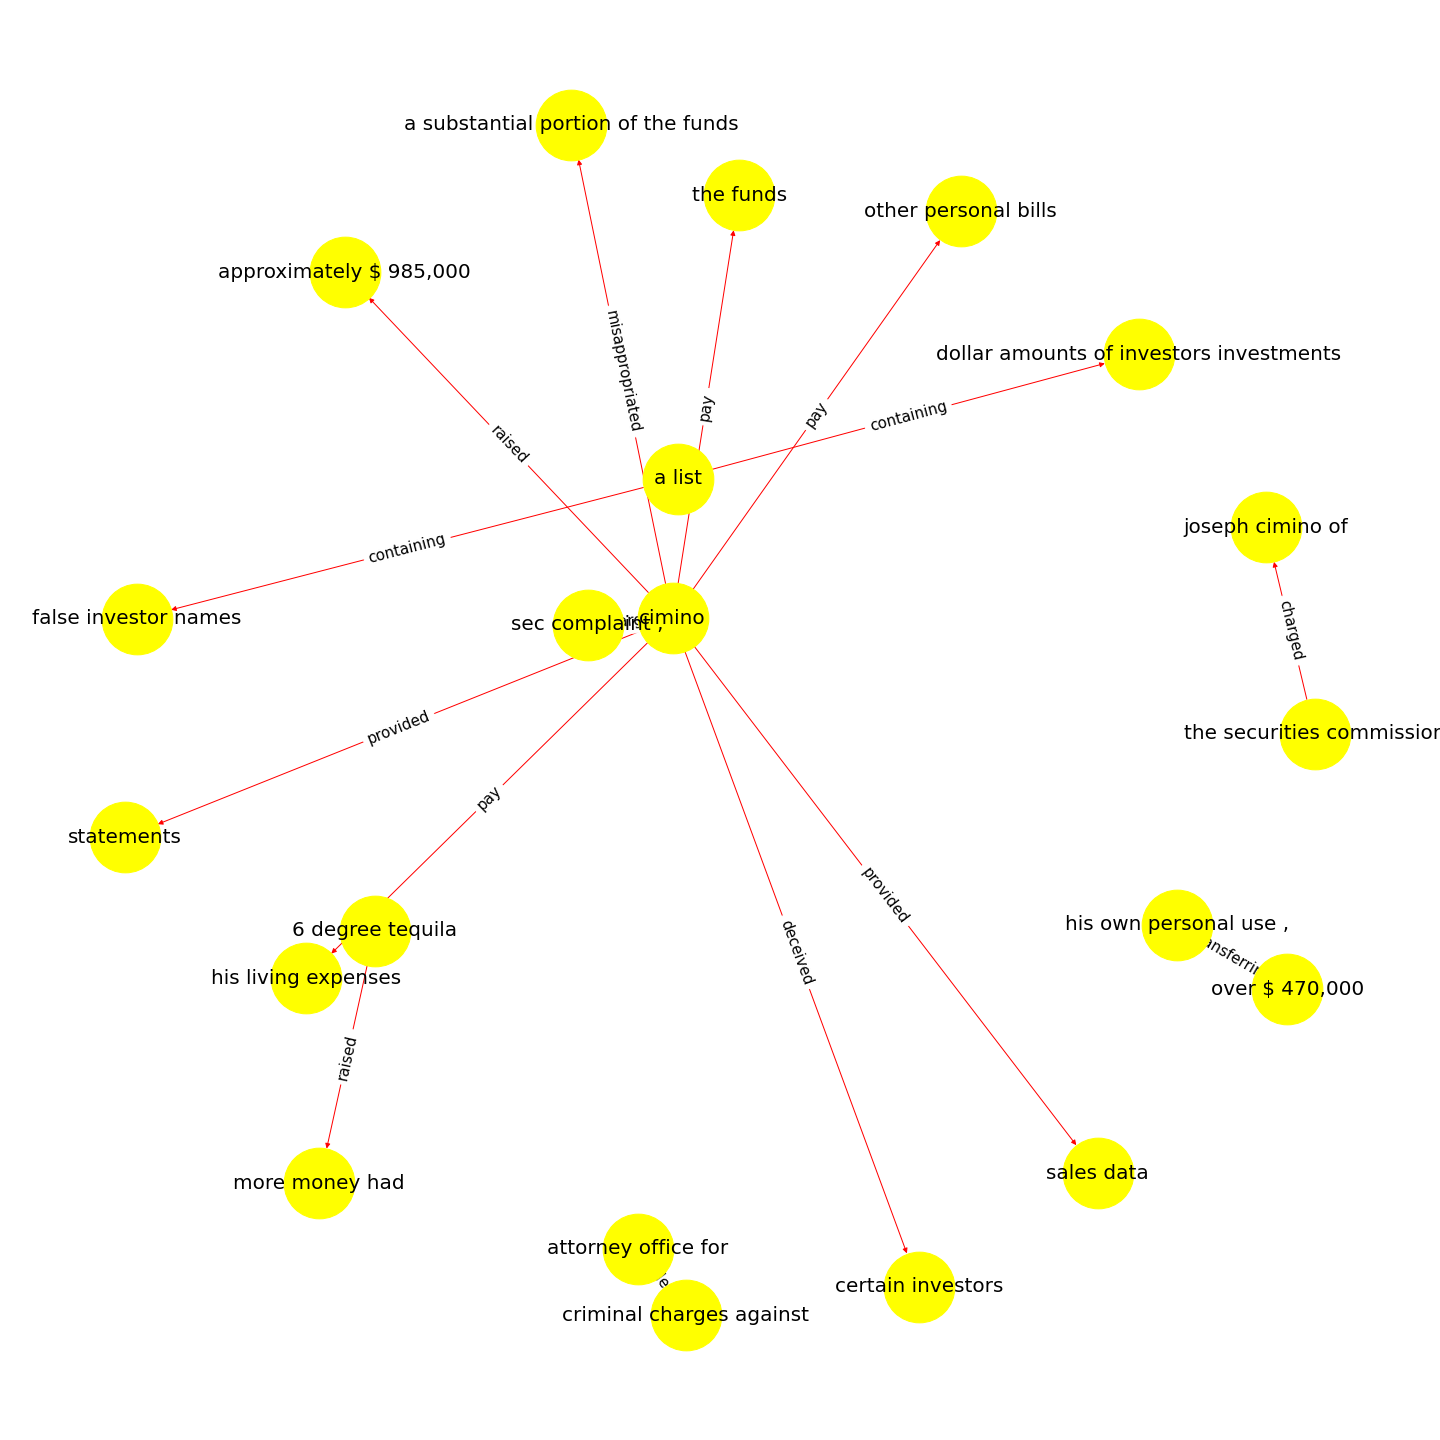 a substantial portion of the funds
the funds
other personal bills
approximately $ 985,000
misappropriated
dollar amounts of investors investments
pay
pay
containing
raised
a list
joseph cimino of
containing
false investor names
sec complaint ,
cimino
charged
provided
the securities commission
pay
statements
provided
6 degree tequila
his own personal use ,
deceived
his living expenses
over $ 470,000
raised
more money had
sales data
attorney office for
certain investors
criminal charges against